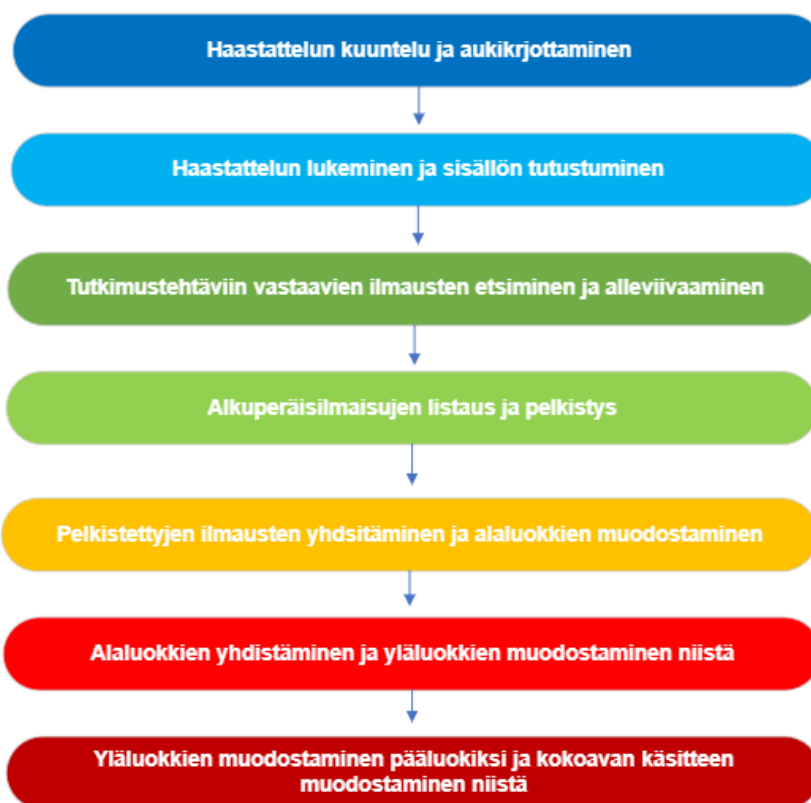 Haastattelun kuuntelu ja aukikrjottaminen
Haastattelun lukeminen ja sisällön tutustuminen
Tutkimustehtäviin vastaavien ilmausten etsiminen ja alleviivaaminen
Alkuperäisilmaisujen listaus ja pelkistys
Pelkistettyjen ilmausten yhdsitäminen ja alaluokkien muodostaminen
Alaluokkien yhdistäminen ja yläluokkien muodostaminen niistä
Yläluokkien muodostaminen pääluokiksi ja kokoavan käsitteen
muodostaminen niistä